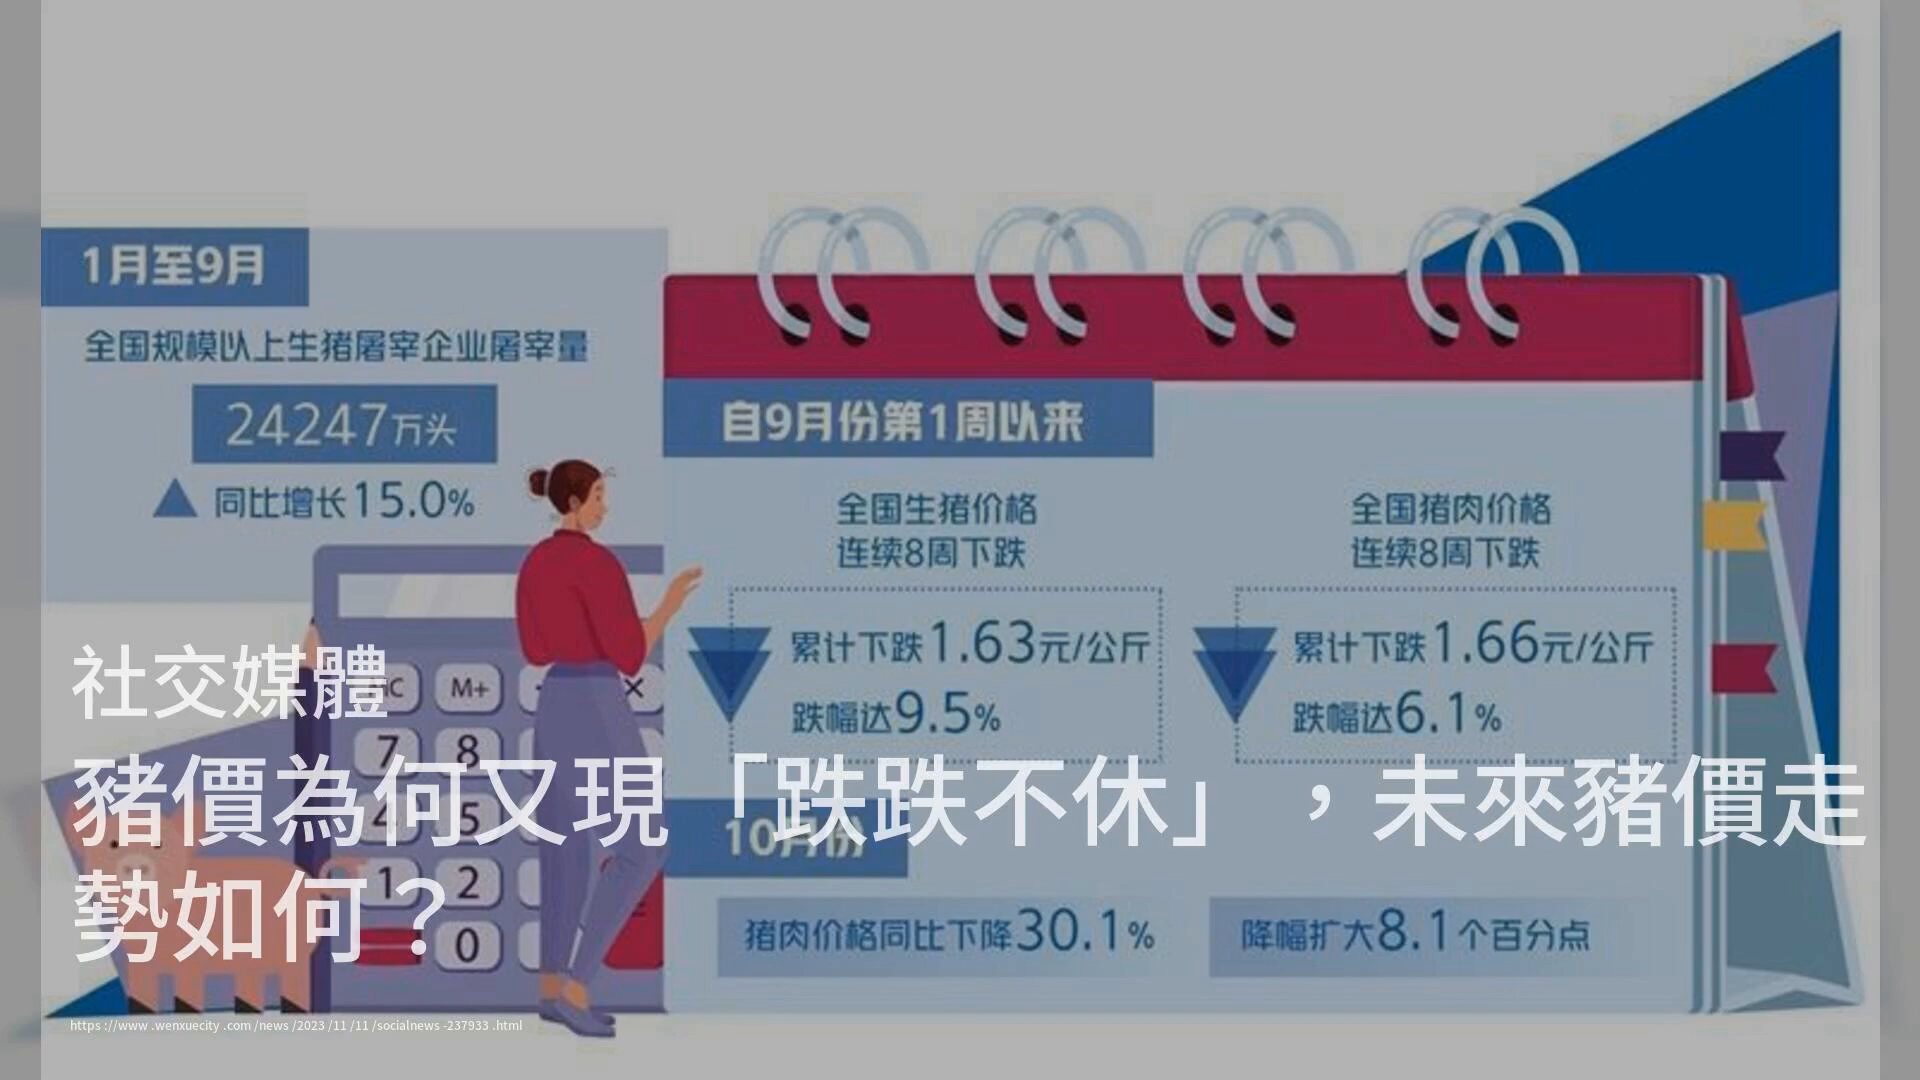 1月至9月
全国规模以上生猪屠宰企业屠宰量
24247万头
同比增长15.0%
自9月份第1周以来
全国生猪价格
连续8周下跌
累计下跌1.63元/公斤
跌幅达9.5%
全国猪肉价格
连续8周下跌
累计下跌1.66元/公斤
跌幅达6.1%
10月份
猪肉价格同比下降30.1%
降幅扩大8.1个百分点
M+
×
7
8
4
5
1
2
0
社交媒體
豬價為何又現「跌跌不休」，未來豬價走
勢如何？
https://www.wenxuecity.com/news/2023/11/11/socialnews-237933.html